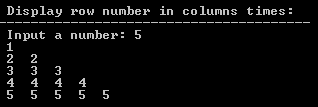 Display row number in columns times:
----------------------------------------
Input a number: 5
1
2  2
3  3  3
4  4  4  4
5  5  5  5  5